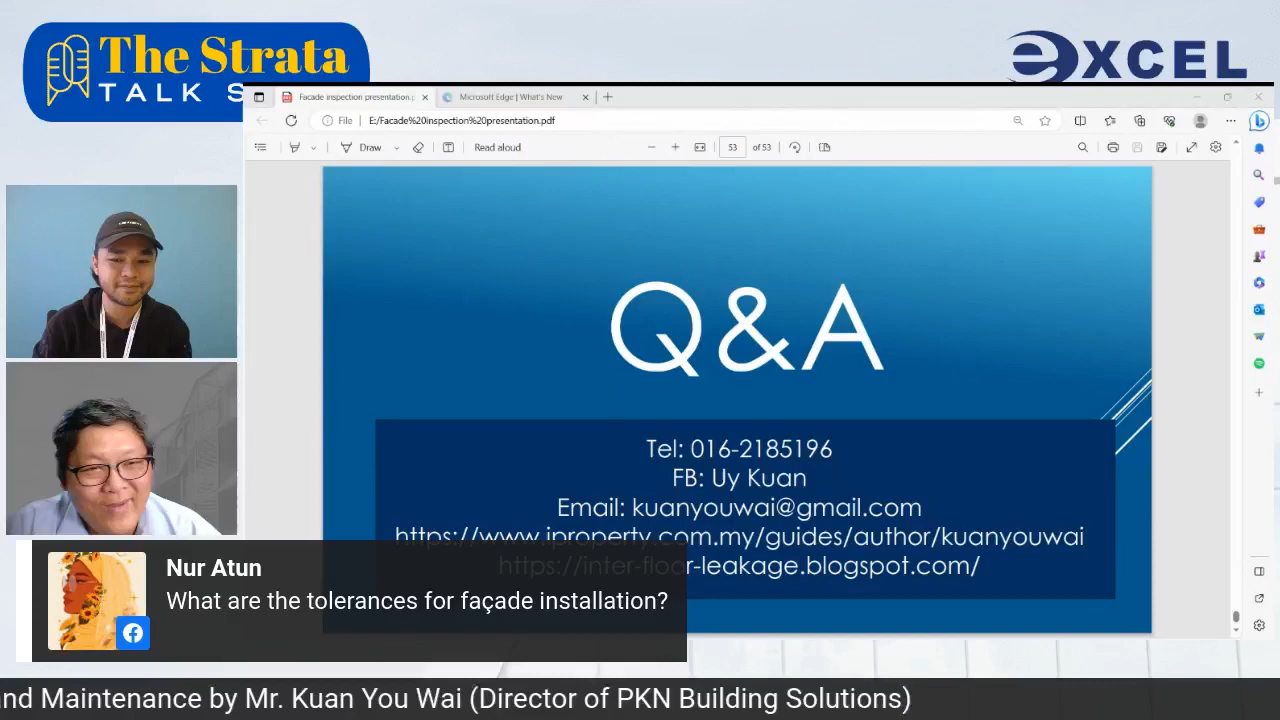 The Strata
TALK S
EXCEL
Facade inspection presentation.p
Microsoft Edge | What's New
File
E:/Facade%20inspection%20presentation.pdf
Draw
Read aloud
53
of 53
Q&A
Tel: 016-2185196
FB: Uy Kuan
Email: kuanyouwai@gmail.com
https://www.iproperty.com.my/guides/author/kuanyouwai
https://inter-floor-leakage.blogspot.com/
Nur Atun
What are the tolerances for façade installation?
and Maintenance by Mr. Kuan You Wai (Director of PKN Building Solutions)